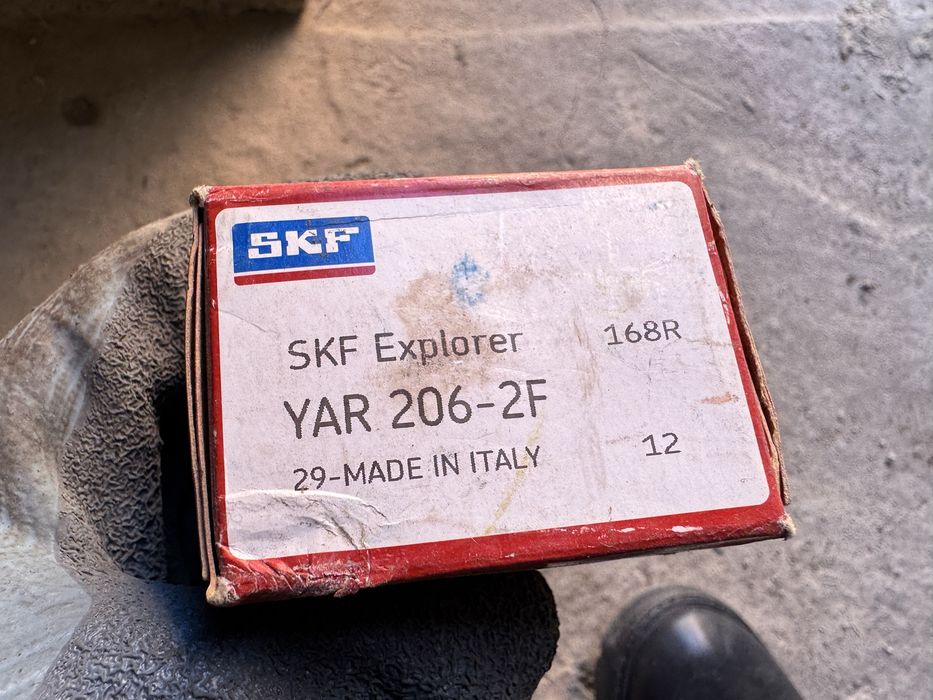 SKF
SKF Explorer 168R
YAR 206-2F
29-MADE IN ITALY 12